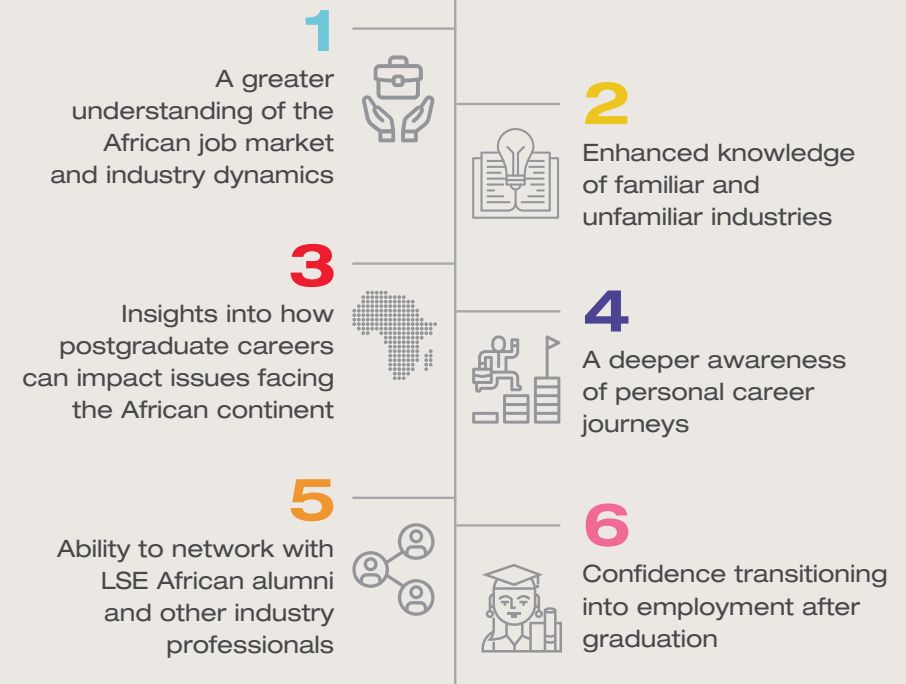 1
A greater
understanding of the
African job market
and industry dynamics
2
Enhanced knowledge
of familiar and
unfamiliar industries
3
Insights into how
postgraduate careers
can impact issues facing
the African continent
4
A deeper awareness
of personal career
journeys
5
Ability to network with
LSE African alumni
and other industry
professionals
6
Confidence transitioning
into employment after
graduation